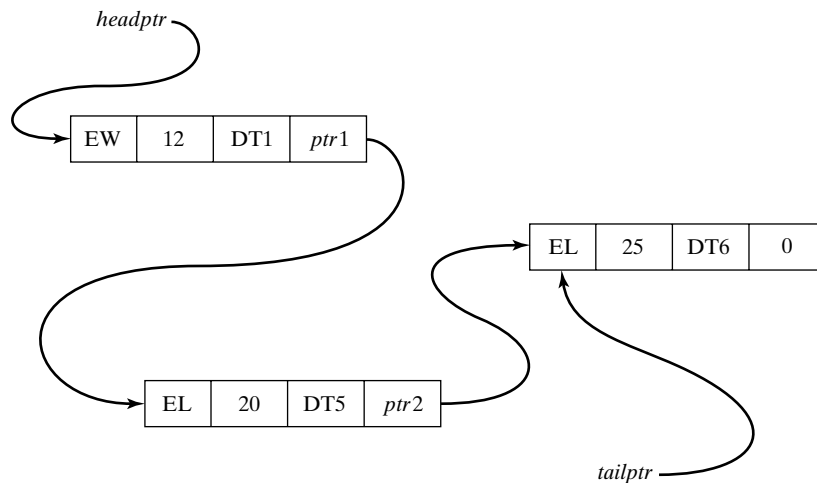 headptr
EW 12 DT1 ptr1
EL 25 DT6 0
EL 20 DT5 ptr2
tailptr